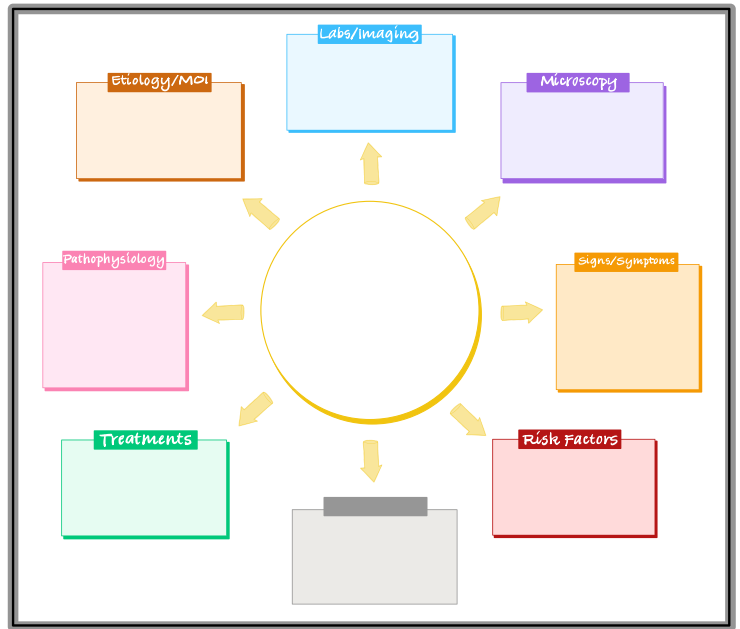 Labs/Imaging
Etiology/MOI
Microscopy
Pathophysiology
Signs/Symptoms
Treatments
Risk Factors